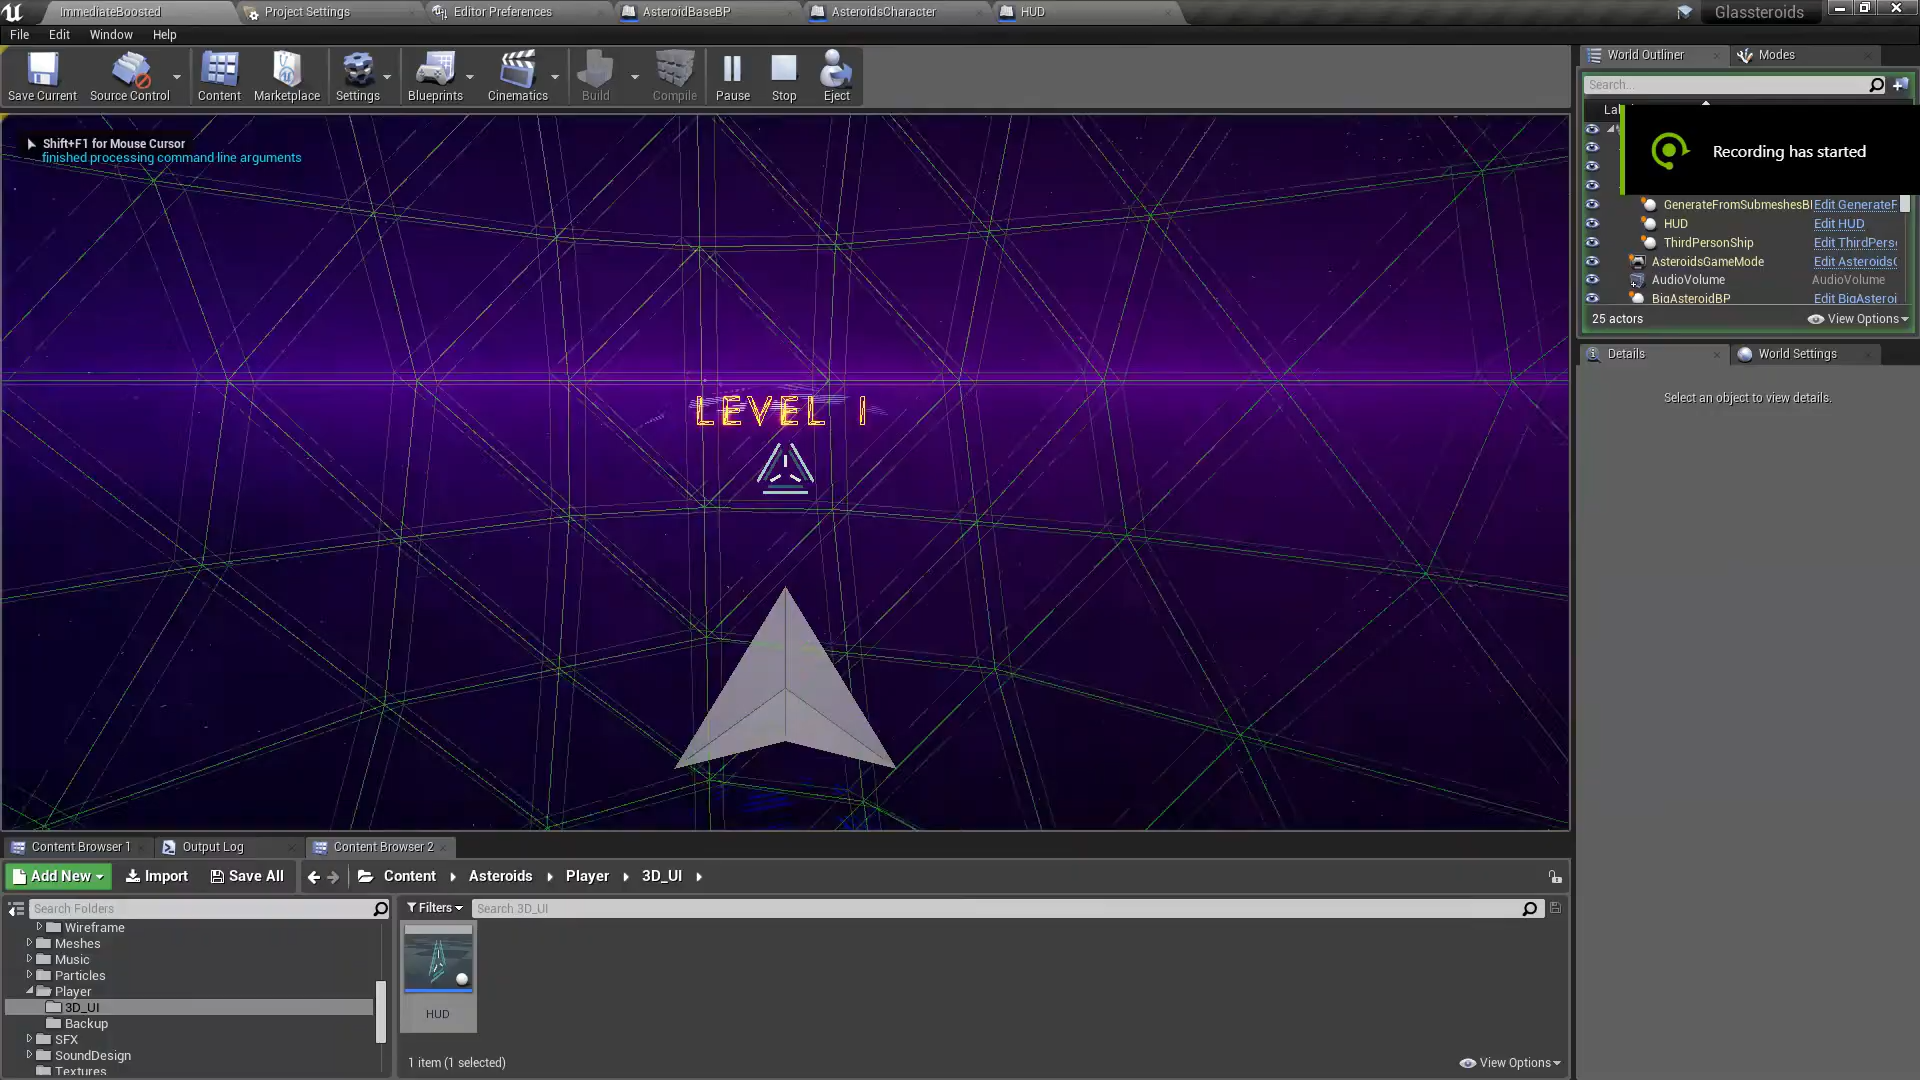 ImmediateBoosted
Project Settings
Editor Preferences
AsteroidBaseBP
AsteroidsCharacter
HUD
Glassteroids
File
Edit
Window
Help
Save Current
Source Control
Content
Marketplace
Settings
Blueprints
Cinematics
Build
Compile
Pause
Stop
Eject
World Outliner
Modes
Search...
Shift+F1 for Mouse Cursor
finished processing command line arguments
Recording has started
GenerateFromSubmeshesBP
Edit GenerateF
HUD
Edit HUD
ThirdPersonShip
Edit ThirdPers
AsteroidsGameMode
Edit Asteroids
AudioVolume
AudioVolume
BigAsteroidBP
Edit BigAsteroi
25 actors
View Options
Details
World Settings
Select an object to view details.
LEVEL 1
Content Browser 1
Output Log
Content Browser 2
Add New
Import
Save All
Content
Asteroids
Player
3D_UI
Search Folders
Filters
Search 3D_UI
Wireframe
Meshes
Music
Particles
Player
3D_UI
Backup
SFX
SoundDesign
Textures
HUD
1 item (1 selected)
View Options